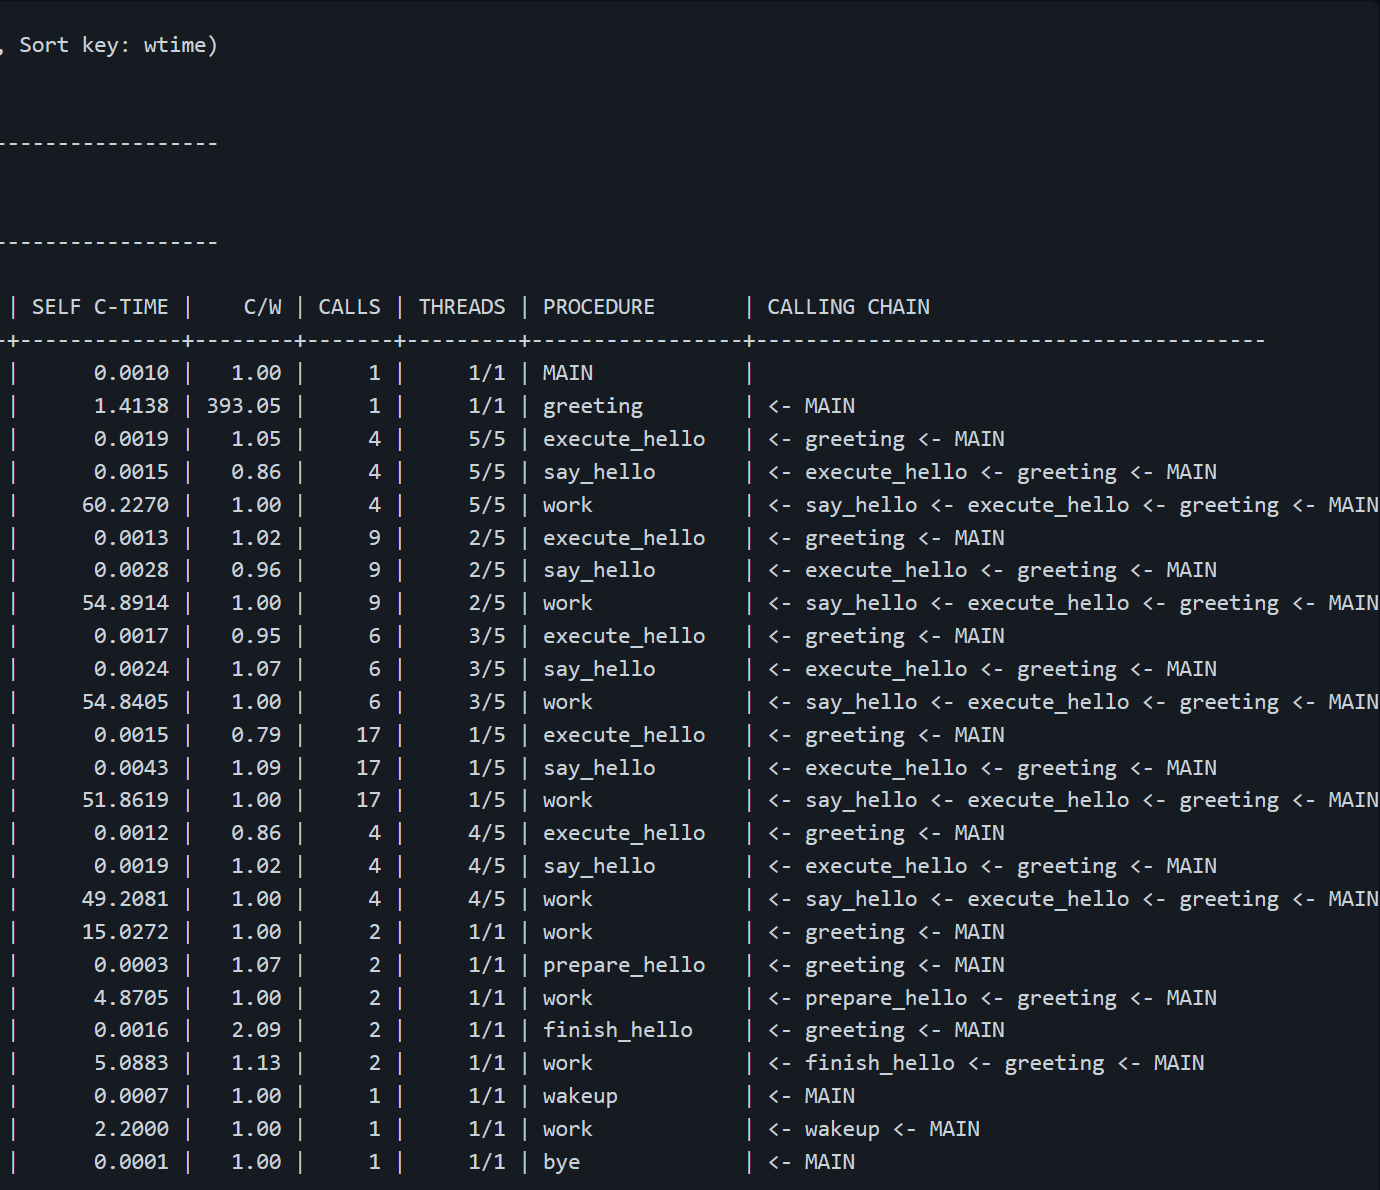 , Sort key: wtime)
------------------
------------------
| SELF C-TIME |    C/W | CALLS | THREADS | PROCEDURE       | CALLING CHAIN
-+-------------+--------+-------+---------+-----------------+-----------------------------------------
|      0.0010 |   1.00 |     1 |     1/1 | MAIN            |
|      1.4138 | 393.05 |     1 |     1/1 | greeting        | <- MAIN
|      0.0019 |   1.05 |     4 |     5/5 | execute_hello   | <- greeting <- MAIN
|      0.0015 |   0.86 |     4 |     5/5 | say_hello       | <- execute_hello <- greeting <- MAIN
|     60.2270 |   1.00 |     4 |     5/5 | work            | <- say_hello <- execute_hello <- greeting <- MAIN
|      0.0013 |   1.02 |     9 |     2/5 | execute_hello   | <- greeting <- MAIN
|      0.0028 |   0.96 |     9 |     2/5 | say_hello       | <- execute_hello <- greeting <- MAIN
|     54.8914 |   1.00 |     9 |     2/5 | work            | <- say_hello <- execute_hello <- greeting <- MAIN
|      0.0017 |   0.95 |     6 |     3/5 | execute_hello   | <- greeting <- MAIN
|      0.0024 |   1.07 |     6 |     3/5 | say_hello       | <- execute_hello <- greeting <- MAIN
|     54.8405 |   1.00 |     6 |     3/5 | work            | <- say_hello <- execute_hello <- greeting <- MAIN
|      0.0015 |   0.79 |    17 |     1/5 | execute_hello   | <- greeting <- MAIN
|      0.0043 |   1.09 |    17 |     1/5 | say_hello       | <- execute_hello <- greeting <- MAIN
|     51.8619 |   1.00 |    17 |     1/5 | work            | <- say_hello <- execute_hello <- greeting <- MAIN
|      0.0012 |   0.86 |     4 |     4/5 | execute_hello   | <- greeting <- MAIN
|      0.0019 |   1.02 |     4 |     4/5 | say_hello       | <- execute_hello <- greeting <- MAIN
|     49.2081 |   1.00 |     4 |     4/5 | work            | <- say_hello <- execute_hello <- greeting <- MAIN
|     15.0272 |   1.00 |     2 |     1/1 | work            | <- greeting <- MAIN
|      0.0003 |   1.07 |     2 |     1/1 | prepare_hello   | <- greeting <- MAIN
|      4.8705 |   1.00 |     2 |     1/1 | work            | <- prepare_hello <- greeting <- MAIN
|      0.0016 |   2.09 |     2 |     1/1 | finish_hello    | <- greeting <- MAIN
|      5.0883 |   1.13 |     2 |     1/1 | work            | <- finish_hello <- greeting <- MAIN
|      0.0007 |   1.00 |     1 |     1/1 | wakeup          | <- MAIN
|      2.2000 |   1.00 |     1 |     1/1 | work            | <- wakeup <- MAIN
|      0.0001 |   1.00 |     1 |     1/1 | bye             | <- MAIN